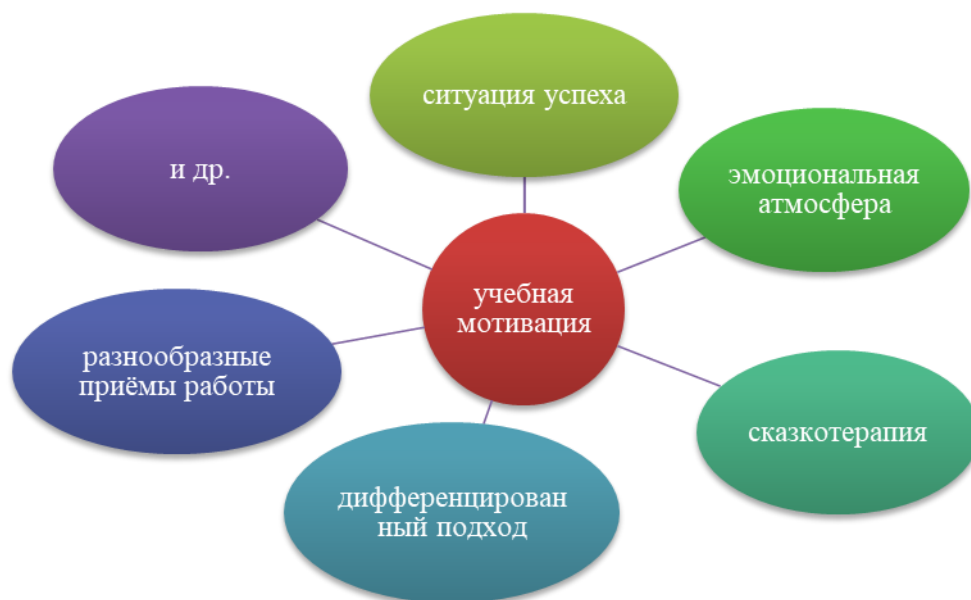 ситуация успеха
эмоциональная
атмосфера
сказкотерапия
дифференцирован
ный подход
разнообразные
приёмы работы
и др.
учебная
мотивация